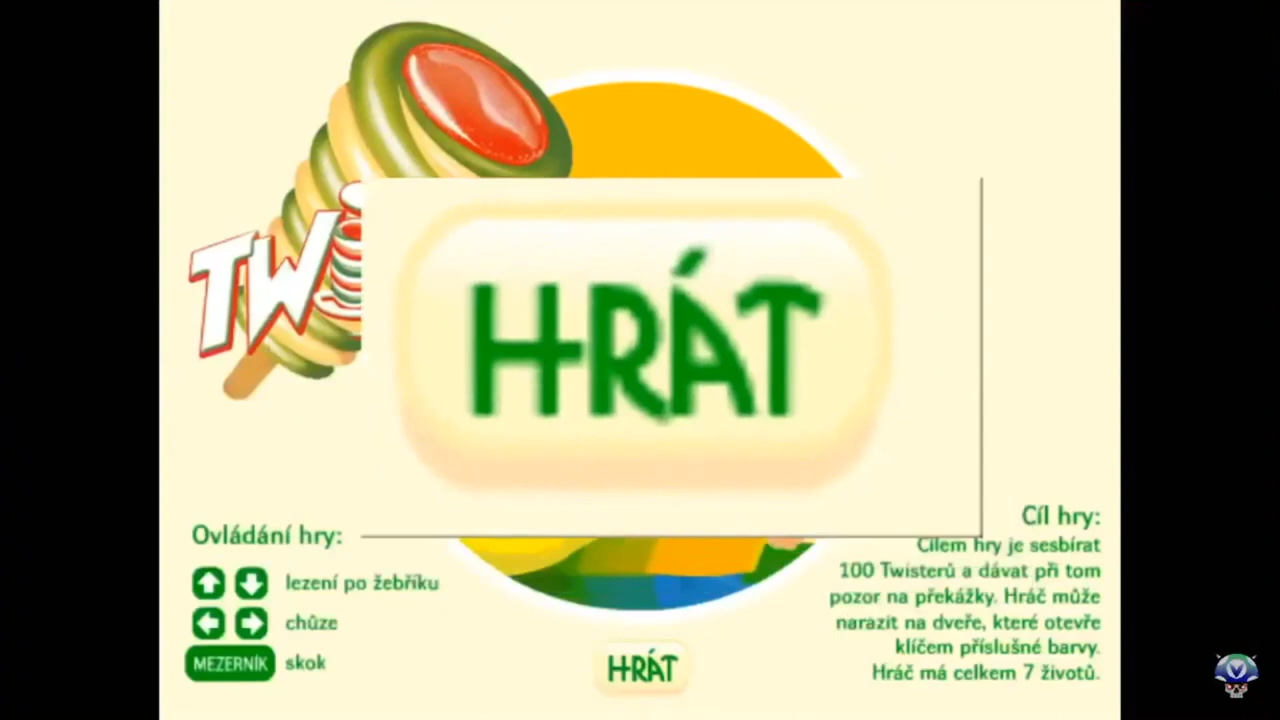 TWi
HRÁT
Ovládání hry:
lezení po žebříku
chůze
MEZERNÍK skok
HRÁT
Cíl hry:
Cílem hry je sesbírat
100 Twisterů a dávat při tom
pozor na překážky. Hráč může
narazit na dveře, které otevře
klíčem příslušné barvy.
Hráč má celkem 7 životů.